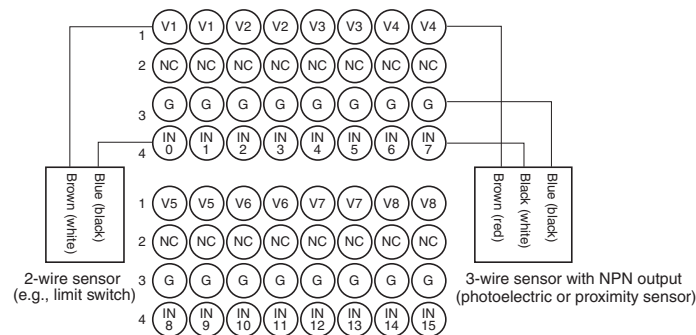 1 V1 V1 V2 V2 V3 V3 V4 V4
2 NC NC NC NC NC NC NC NC
3 G G G G G G G G
4 IN 0 IN 1 IN 2 IN 3 IN 4 IN 5 IN 6 IN 7
Brown (white)
Blue (black)
Brown (red)
Black (white)
Blue (black)
1 V5 V5 V6 V6 V7 V7 V8 V8
2 NC NC NC NC NC NC NC NC
3 G G G G G G G G
4 IN 8 IN 9 IN 10 IN 11 IN 12 IN 13 IN 14 IN 15
2-wire sensor
(e.g., limit switch)
3-wire sensor with NPN output
(photoelectric or proximity sensor)